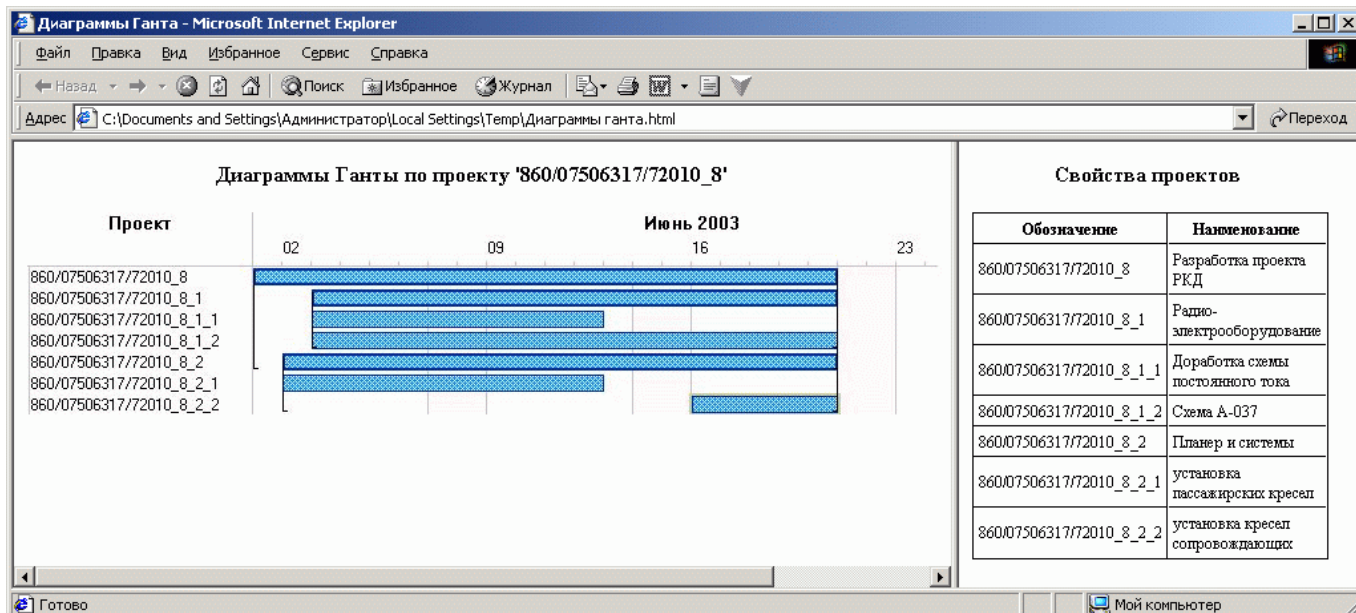 Диаграммы Ганта - Microsoft Internet Explorer
Файл Правка Вид Избранное Сервис Справка
Назад Поиск Избранное Журнал
Адрес C:\Documents and Settings\Администратор\Local Settings\Temp\Диаграммы ганта.html Переход
Диаграммы Ганты по проекту '860/07506317/72010_8'
Проект Июнь 2003
02 09 16 23
860/07506317/72010_8
860/07506317/72010_8_1
860/07506317/72010_8_1_1
860/07506317/72010_8_1_2
860/07506317/72010_8_2
860/07506317/72010_8_2_1
860/07506317/72010_8_2_2
Свойства проектов
Обозначение Наименование
860/07506317/72010_8 Разработка проекта
РКД
860/07506317/72010_8_1 Радио-
электрооборудование
860/07506317/72010_8_1_1 Доработка схемы
постоянного тока
860/07506317/72010_8_1_2 Схема А-037
860/07506317/72010_8_2 Планер и системы
860/07506317/72010_8_2_1 установка
пассажирских кресел
860/07506317/72010_8_2_2 установка кресел
сопровождающих
Готово Мой компьютер